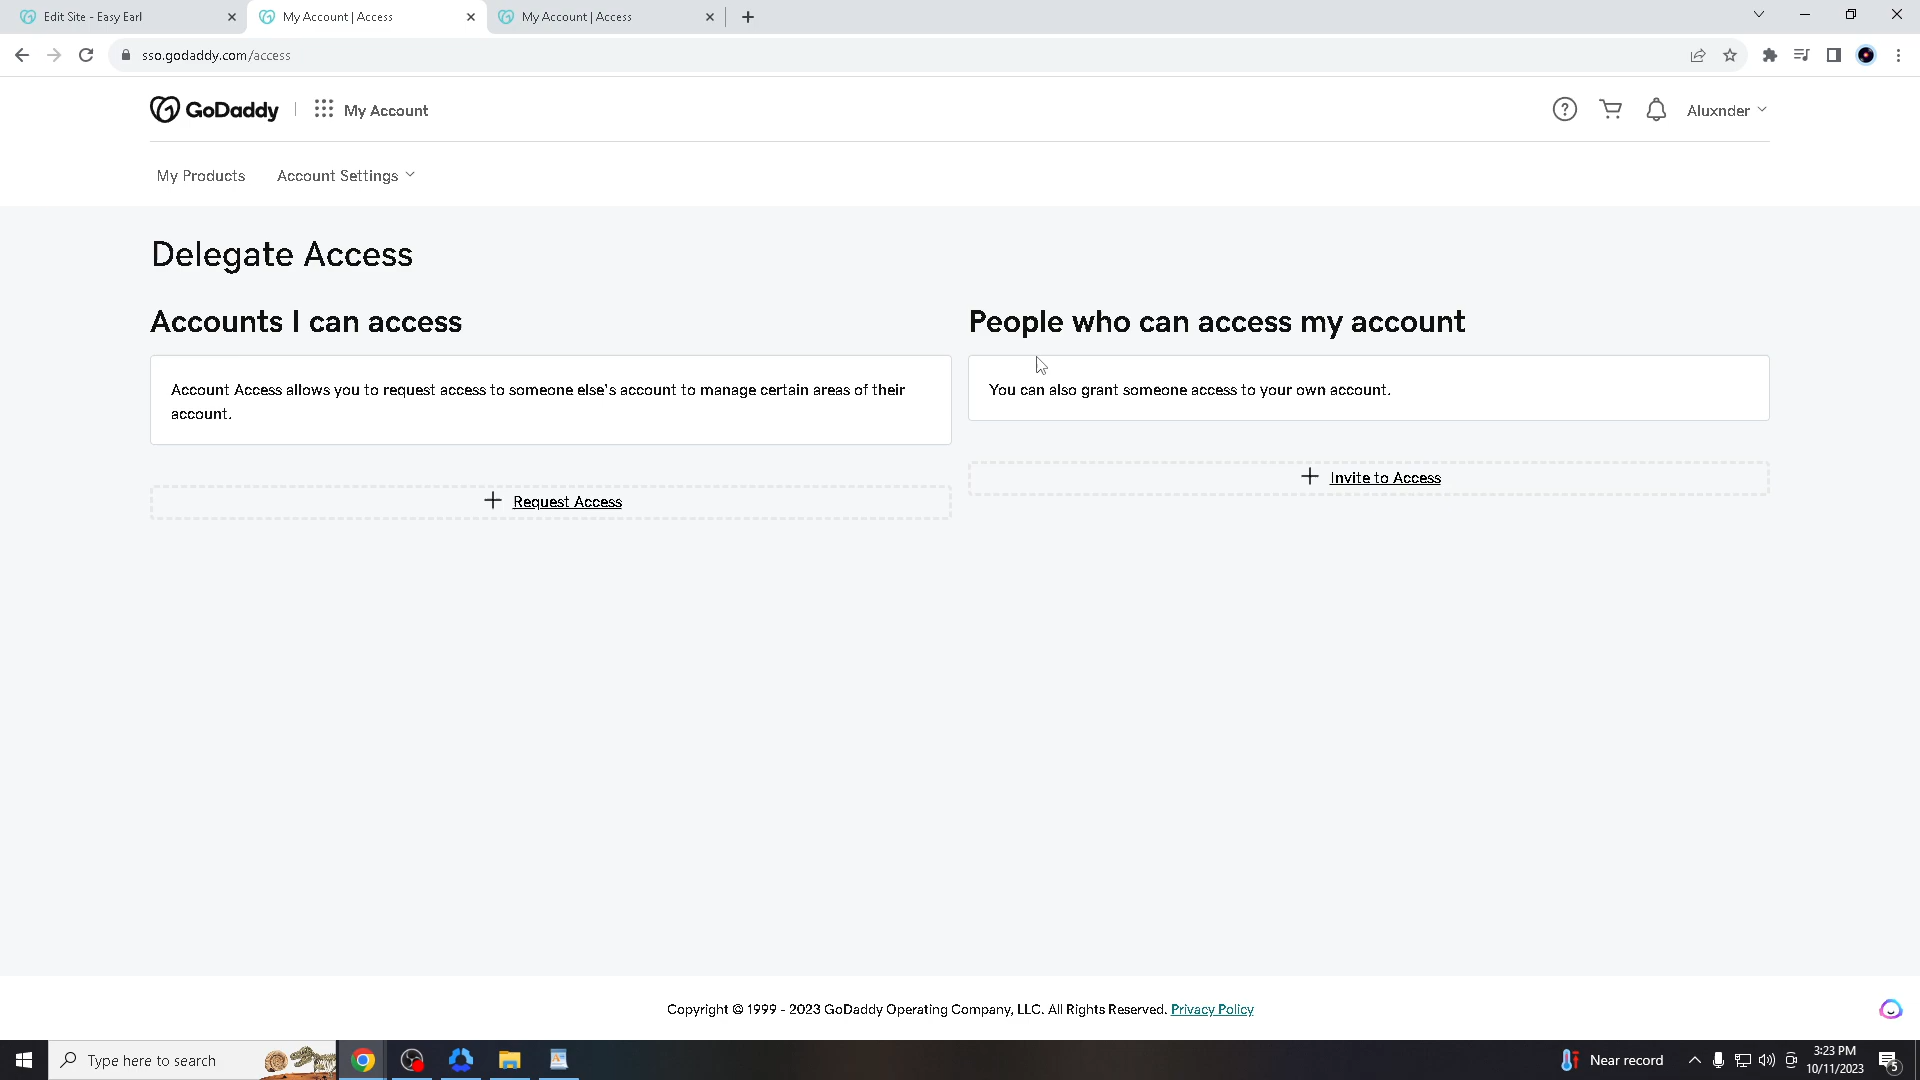 Edit Site - Easy Earl
My Account | Access
My Account | Access
sso.godaddy.com/access
GoDaddy
My Account
Aluxnder
My Products
Account Settings
Delegate Access
Accounts I can access
Account Access allows you to request access to someone else's account to manage certain areas of their
account.
Request Access
People who can access my account
You can also grant someone access to your own account.
Invite to Access
Copyright © 1999 - 2023 GoDaddy Operating Company, LLC. All Rights Reserved. Privacy Policy
Type here to search
Near record
3:23 PM
10/11/2023
5